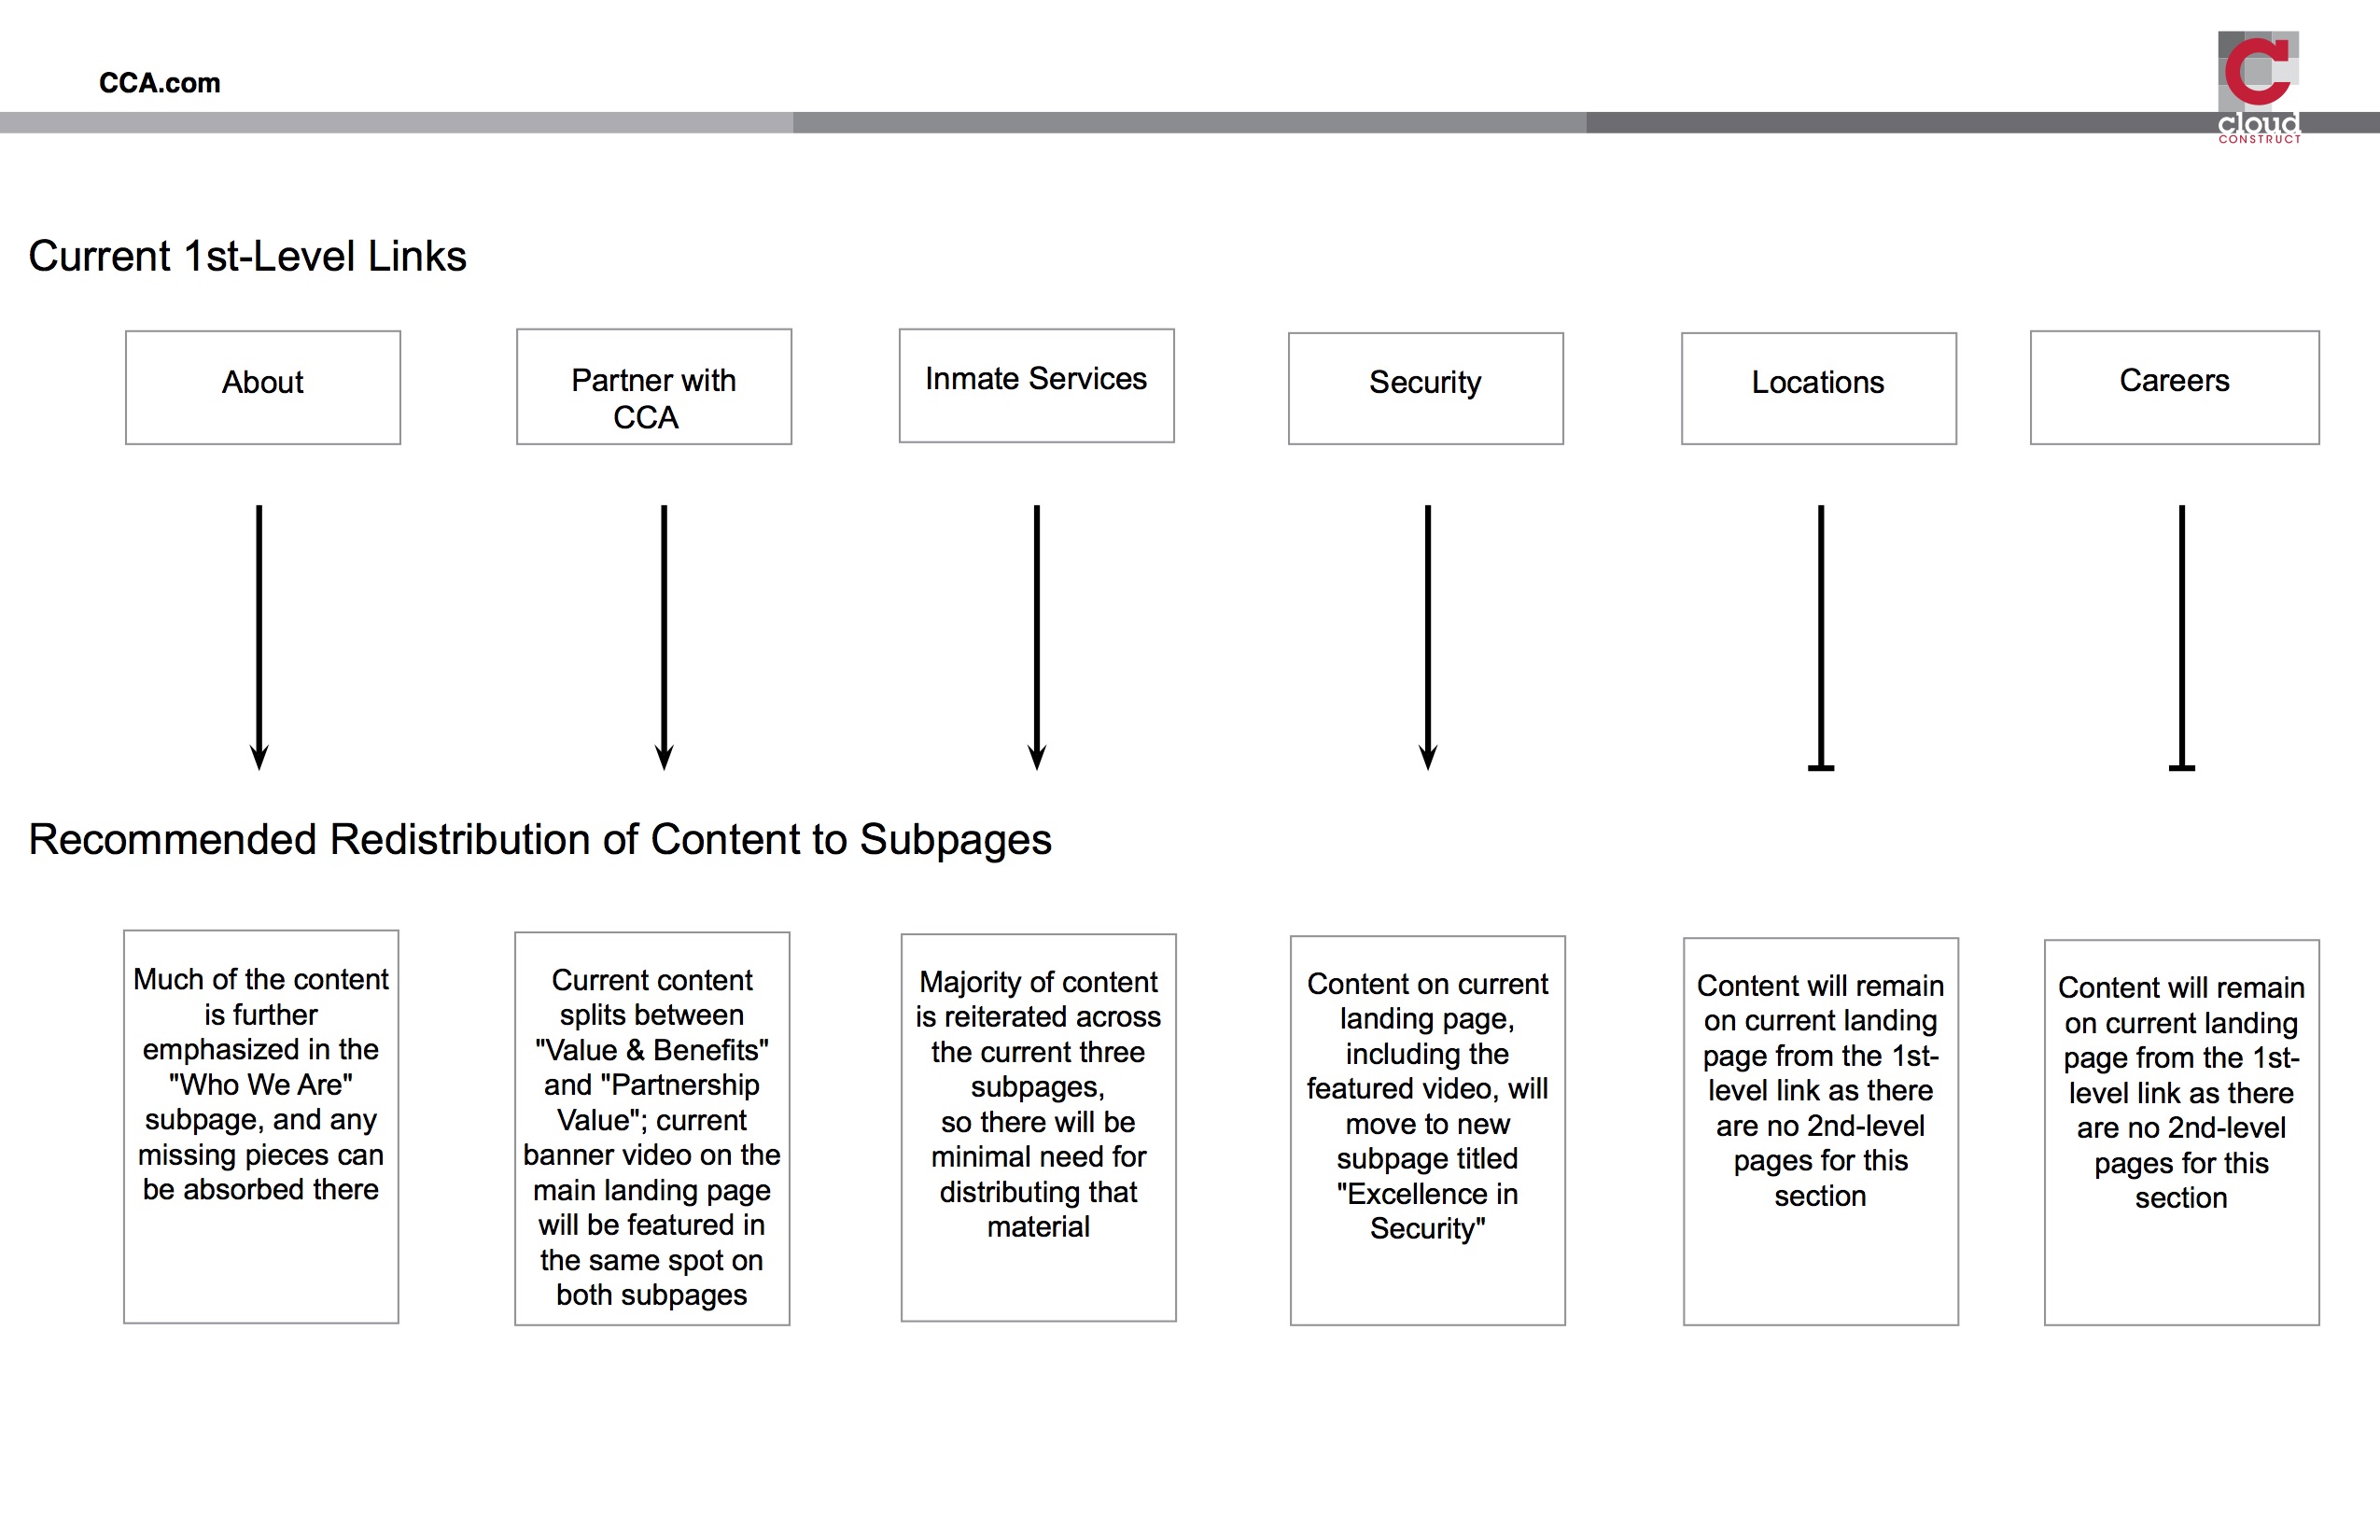 CCA.com
cloud
CONSTRUCT
Current 1st-Level Links
About
Partner with
CCA
Inmate Services
Security
Locations
Careers
Recommended Redistribution of Content to Subpages
Much of the content
is further
emphasized in the
"Who We Are"
subpage, and any
missing pieces can
be absorbed there
Current content
splits between
"Value & Benefits"
and "Partnership
Value"; current
banner video on the
main landing page
will be featured in
the same spot on
both subpages
Majority of content
is reiterated across
the current three
subpages,
so there will be
minimal need for
distributing that
material
Content on current
landing page,
including the
featured video, will
move to new
subpage titled
"Excellence in
Security"
Content will remain
on current landing
page from the 1st-
level link as there
are no 2nd-level
pages for this
section
Content will remain
on current landing
page from the 1st-
level link as there
are no 2nd-level
pages for this
section